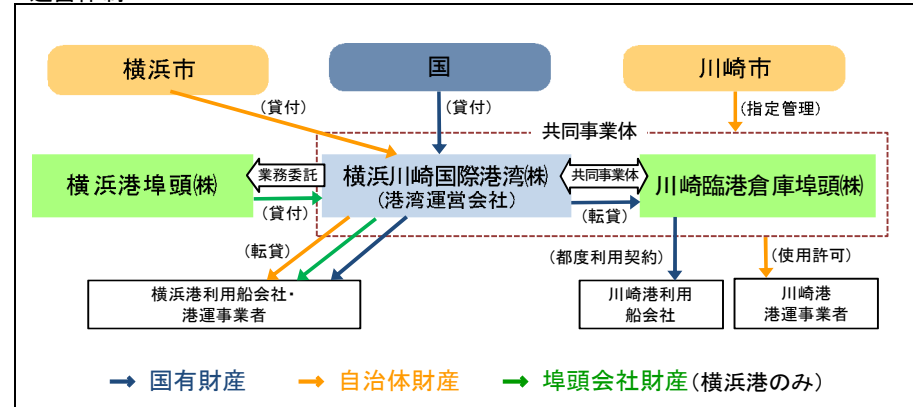 横浜市
国
川崎市
(貸付)
(貸付)
(指定管理)
共同事業体
横浜港埠頭㈱
業務委託
(貸付)
横浜川崎国際港湾㈱
(港湾運営会社)
共同事業体
(転貸)
川崎臨港倉庫埠頭㈱
(転貸)
(都度利用契約)
(使用許可)
横浜港利用船会社・
港運事業者
川崎港利用
船会社
川崎港
港運事業者
国有財産
自治体財産
埠頭会社財産(横浜港のみ)